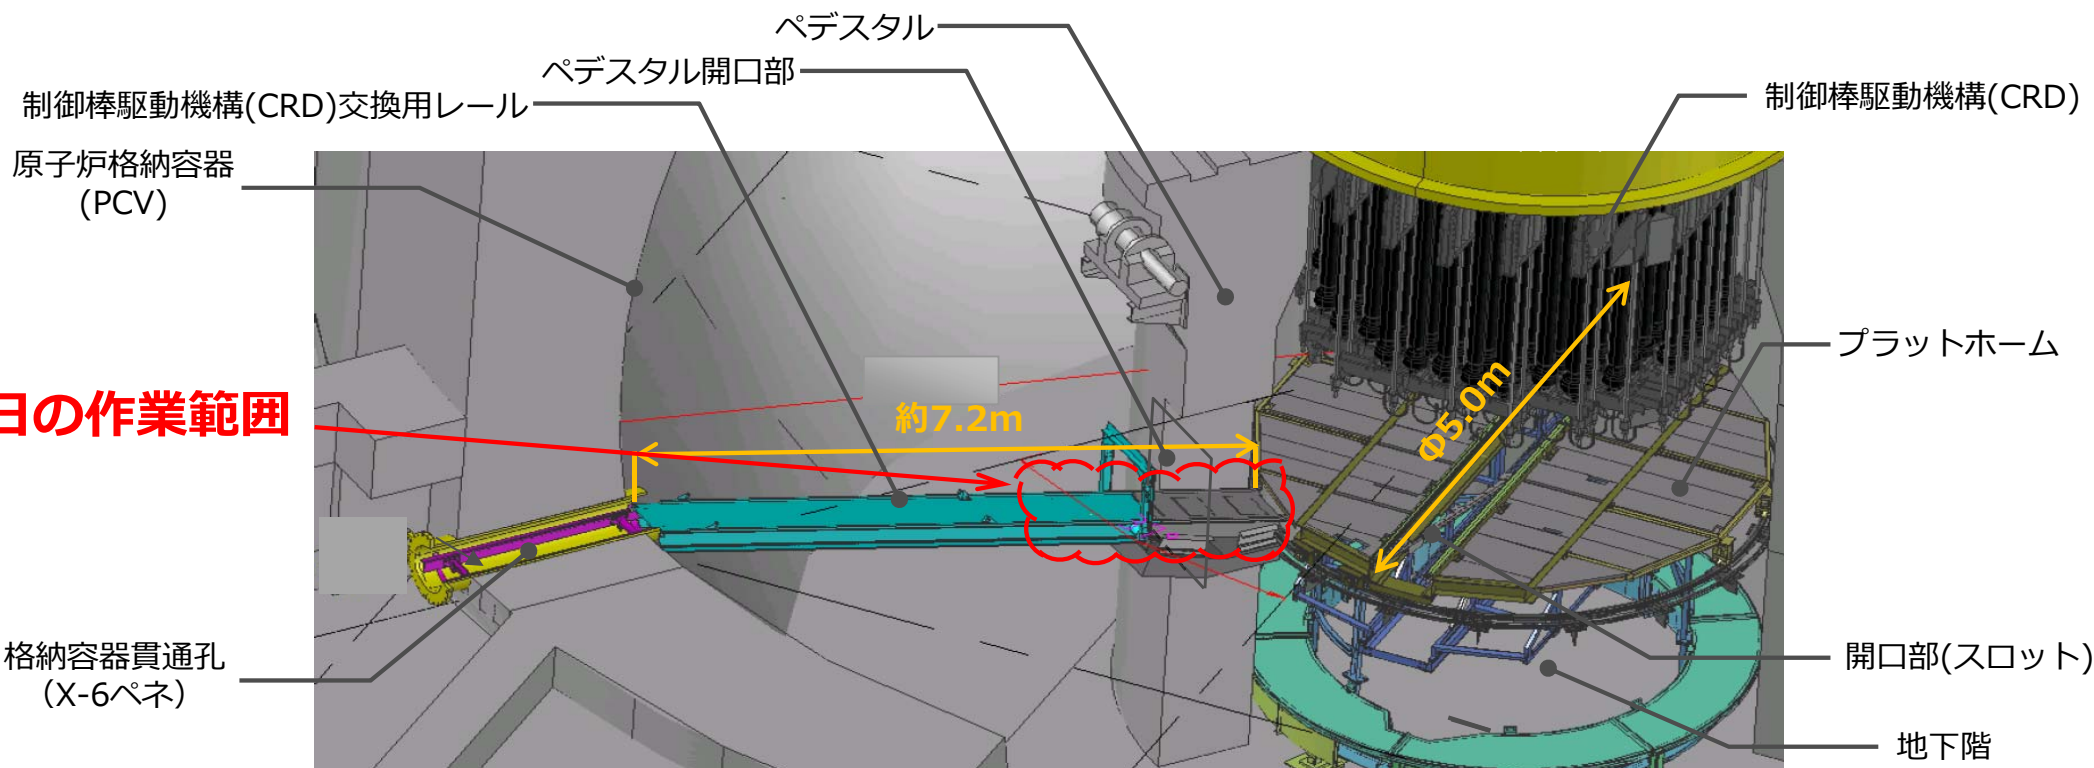 ペデスタル
ペデスタル開口部
制御棒駆動機構(CRD)交換用レール
制御棒駆動機構(CRD)
原子炉格納容器
(PCV)
プラットホーム
日の作業範囲
約7.2m
Φ5.0m
格納容器貫通孔
(X-6ペネ)
開口部(スロット)
地下階